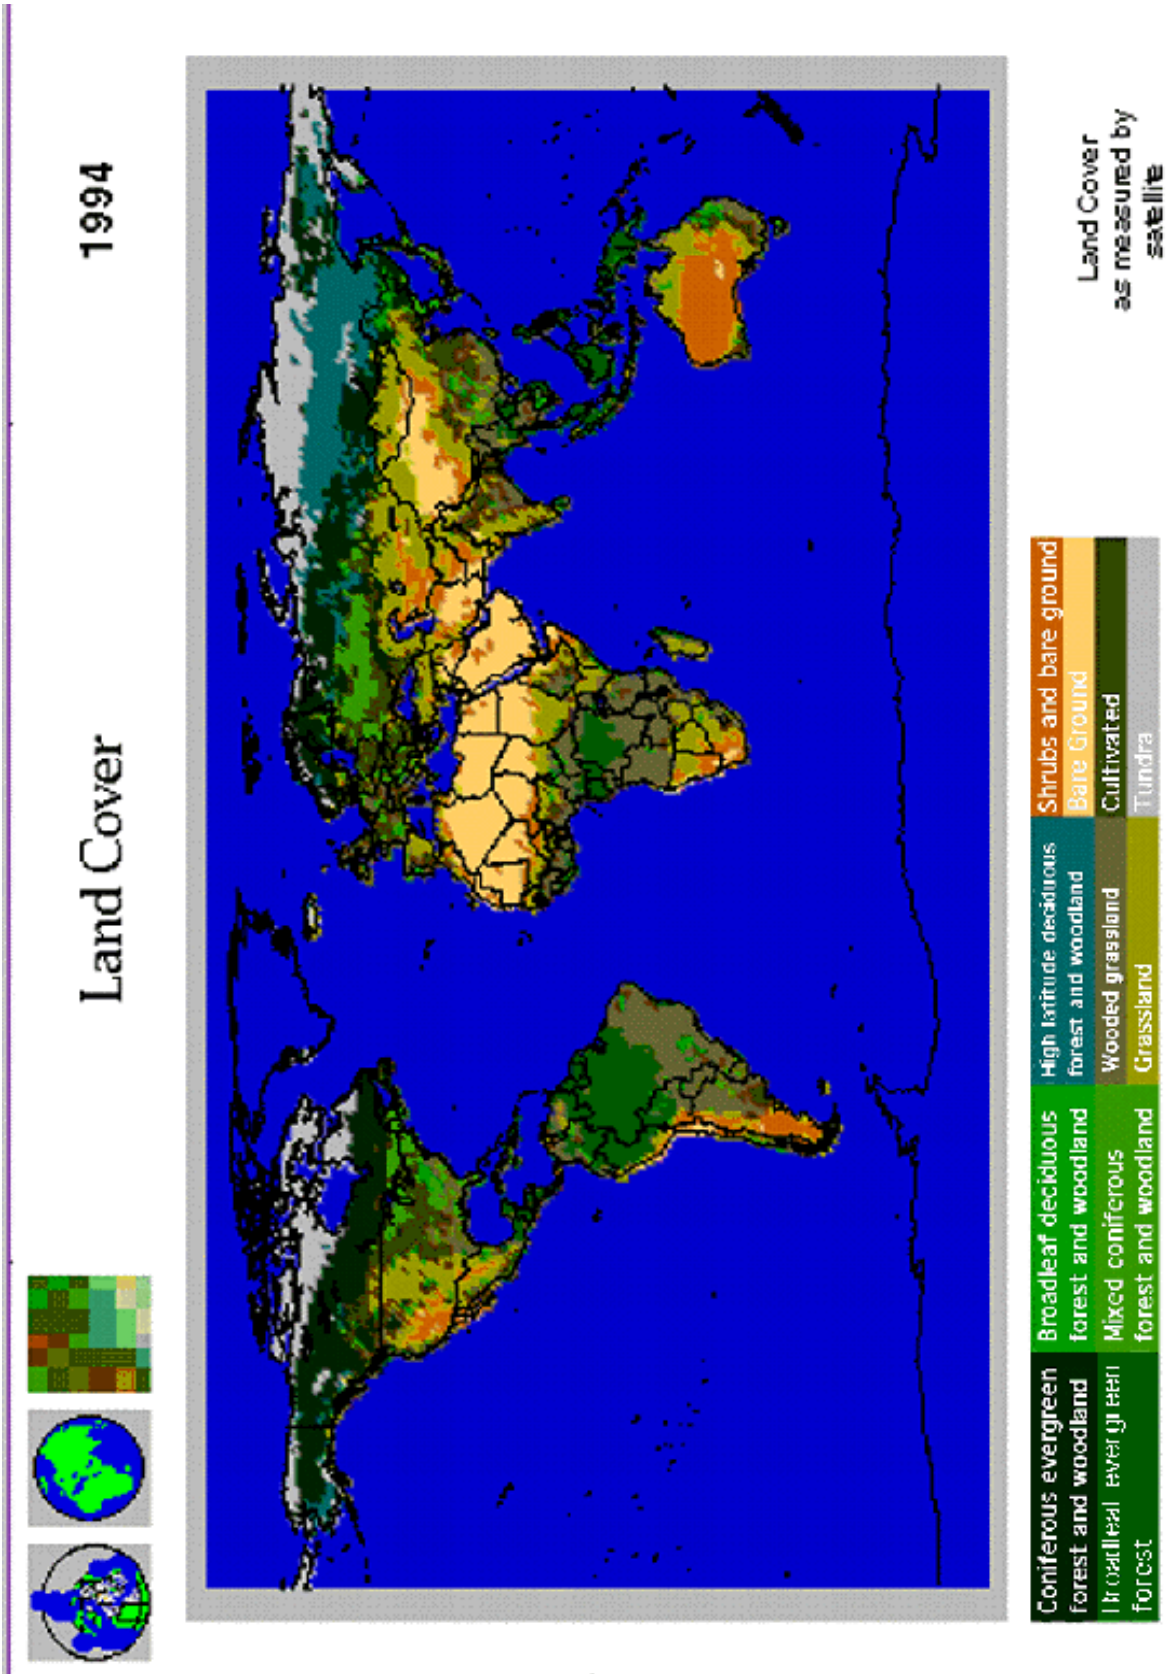 Land Cover
1994
Coniferous evergreen
forest and woodland
Broadleaf evergreen
forest
Broadleaf deciduous
forest and woodland
Mixed coniferous
forest and woodland
High latitude deciduous
forest and woodland
Wooded grassland
Grassland
Shrubs and bare ground
Bare Ground
Cultivated
Tundra
Land Cover
as measured by
satellite